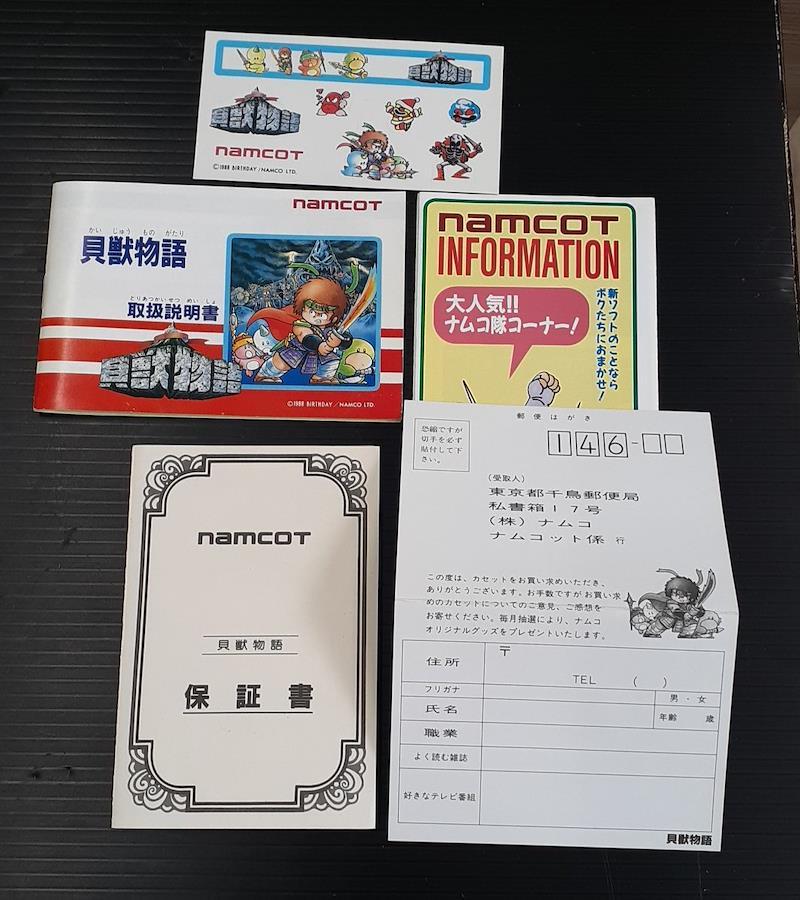 貝獣物語
貝獣物語
namcoT
©1988 BIRTHDAY/NAMCO LTD.
namcoT
かい じゅう もの がたり
貝獣物語
とりあつかいせつ めい しょ
取扱説明書
貝獣物語
©1988 BIRTHDAY/NAMCO LTD.
namcoT
INFORMATION
大人気!!
ナムコ隊コーナー!
新ソフトのことなら
ボクたちにおまかせ!
namcoT
貝獣物語
保証書
郵便はがき
恐縮ですが
切手を必ず
貼付して下
さい。
146-
(受取人)
東京都千鳥郵便局
私書箱17号
(株)ナムコ
ナムコット係 行
この度は、カセットをお買い求めいただき、
ありがとうございます。お手数ですがお買い求
めのカセットについてのご意見、ご感想を
お寄せください。毎月抽選により、ナムコ
オリジナルグッズをプレゼントいたします。
住所
〒
TEL ( )
フリガナ
男・女
氏名
年齢 歳
職業
よく読む雑誌
好きなテレビ番組
貝獣物語